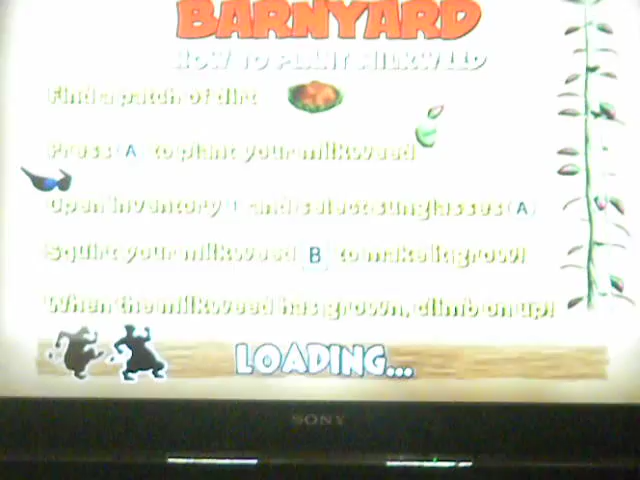 BARNYARD
HOW TO PLANT MILKWEED
Find a patch of dirt
Press A to plant your milkweed
Open inventory and select sunglasses A
Squirt your milkweed B to make it grow!
When the milkweed has grown, climb on up!
LOADING...
SONY